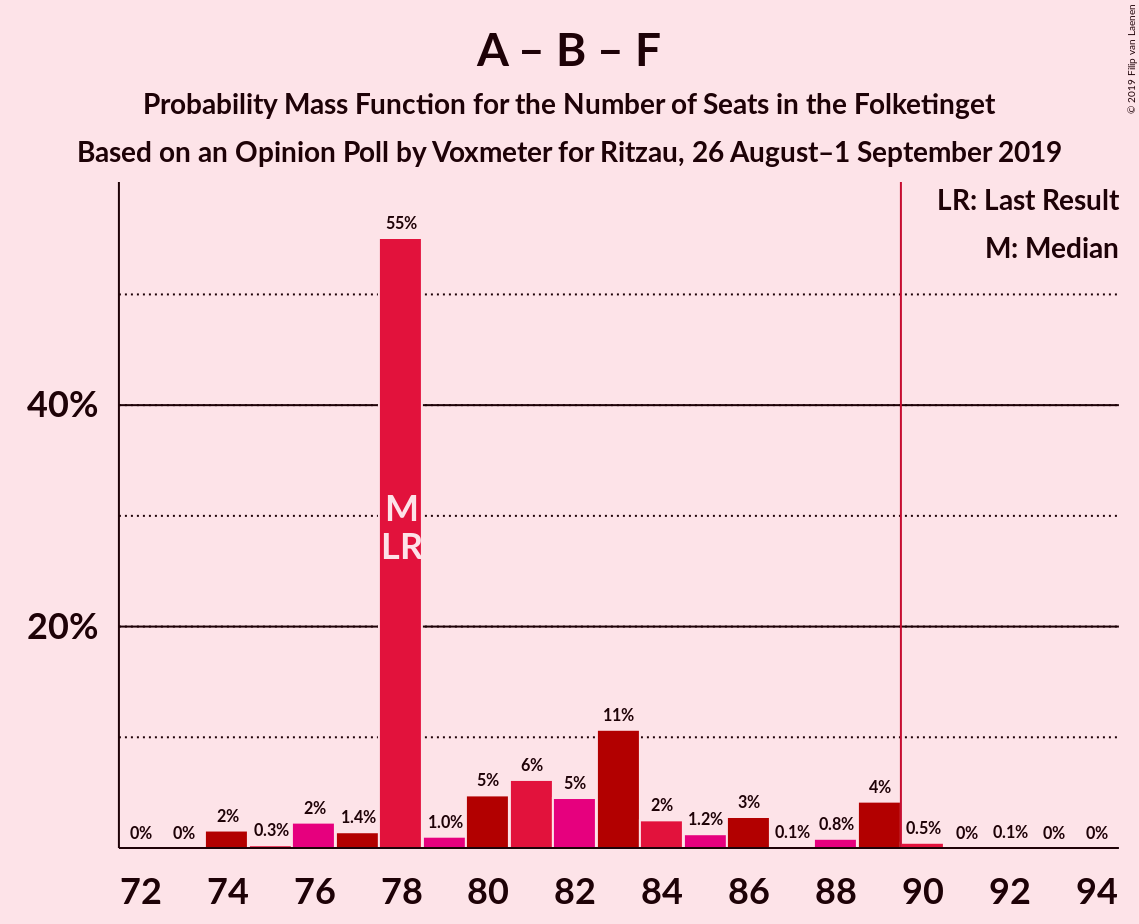 A – B – F
Probability Mass Function for the Number of Seats in the Folketinget
Based on an Opinion Poll by Voxmeter for Ritzau, 26 August–1 September 2019
© 2019 Filip van Laenen
LR: Last Result
M: Median
40%
20%
0% 0% 2% 0.3% 2% 1.4% 55% 1.0% 5% 6% 5% 11% 2% 1.2% 3% 0.1% 0.8% 4% 0.5% 0% 0.1% 0% 0%
M
LR
72 74 76 78 80 82 84 86 88 90 92 94